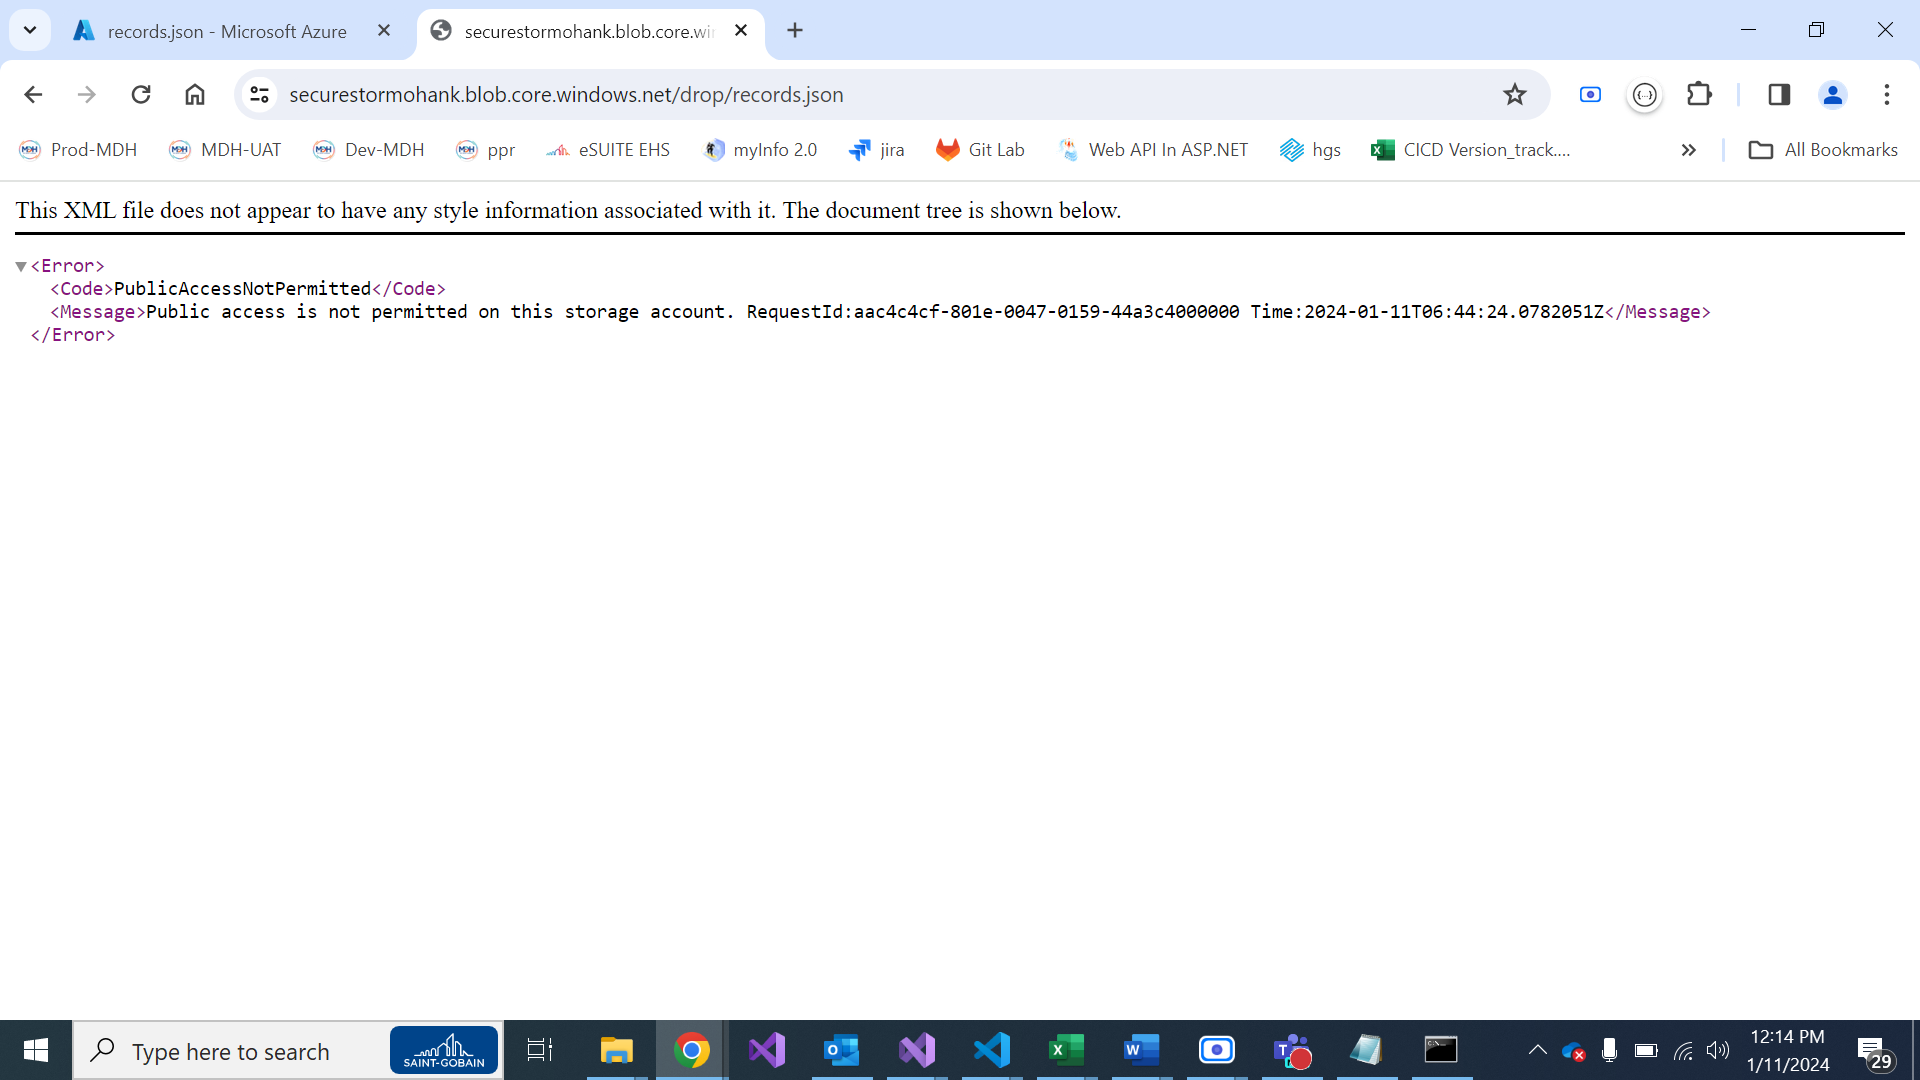 records.json - Microsoft Azure
securestormohank.blob.core.wi
securestormohank.blob.core.windows.net/drop/records.json
Prod-MDH MDH-UAT Dev-MDH ppr eSUITE EHS myInfo 2.0 jira Git Lab Web API In ASP.NET hgs CICD Version_track.... All Bookmarks
This XML file does not appear to have any style information associated with it. The document tree is shown below.
<Error>
<Code>PublicAccessNotPermitted</Code>
<Message>Public access is not permitted on this storage account. RequestId:aac4c4cf-801e-0047-0159-44a3c4000000 Time:2024-01-11T06:44:24.0782051Z</Message>
</Error>
Type here to search
SAINT-GOBAIN
12:14 PM
1/11/2024
29